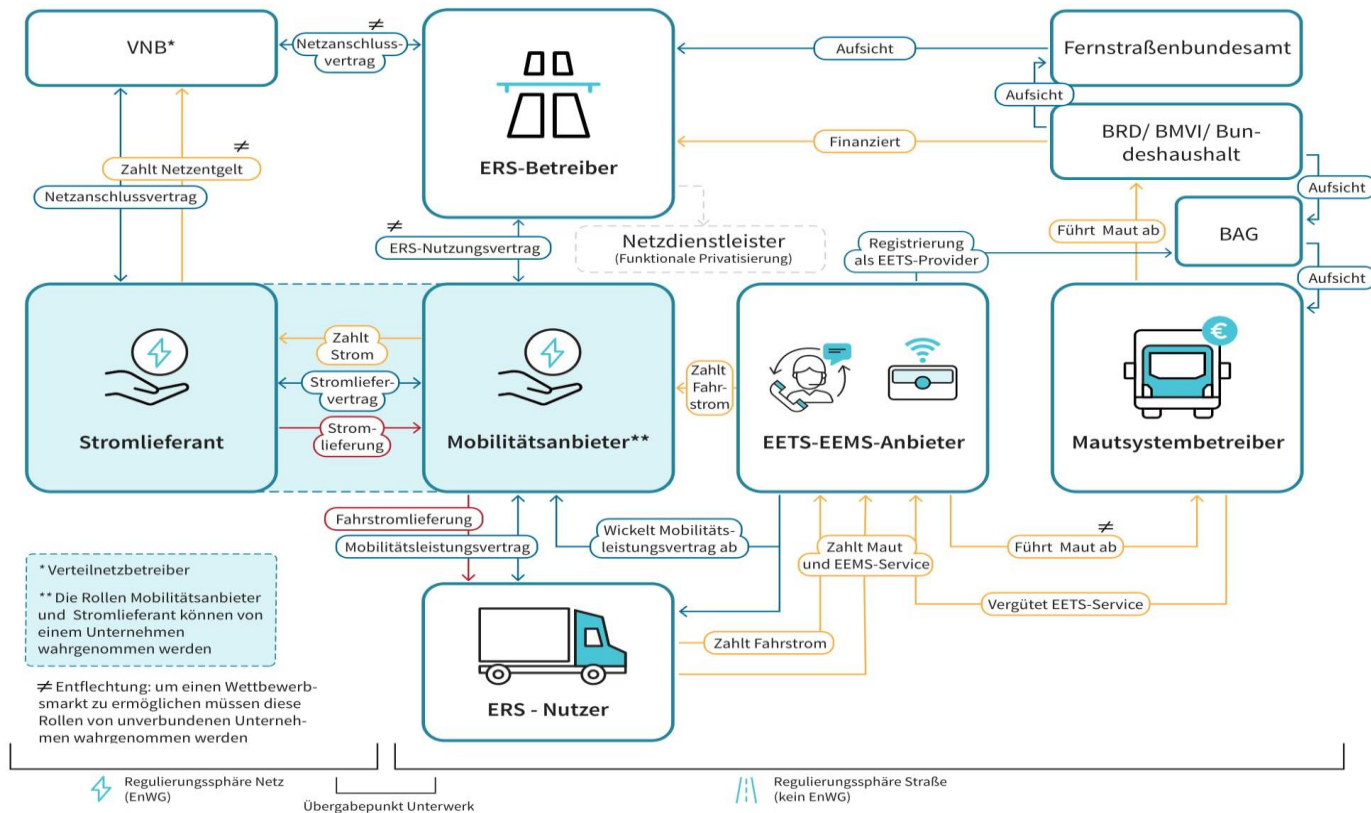 VNB*
≠
Netzanschluss-
vertrag
ERS-Betreiber
Aufsicht
Fernstraßenbundesamt
Aufsicht
Finanziert
BRD/ BMVI/ Bun-
deshaushalt
Aufsicht
≠
Zahlt Netzentgelt
Netzanschlussvertrag
≠
ERS-Nutzungsvertrag
Netzdienstleister
(Funktionale Privatisierung)
Registrierung
als EETS-Provider
Führt Maut ab
BAG
Aufsicht
Stromlieferant
Zahlt
Strom
Stromliefer-
vertrag
Strom-
lieferung
Mobilitätsanbieter**
Zahlt
Fahr-
strom
EETS-EEMS-Anbieter
€
Mautsystembetreiber
Fahrstromlieferung
Mobilitätsleistungsvertrag
Wickelt Mobilitäts-
leistungsvertrag ab
Zahlt Maut
und EEMS-Service
≠
Führt Maut ab
Vergütet EETS-Service
Zahlt Fahrstrom
ERS - Nutzer
* Verteilnetzbetreiber
** Die Rollen Mobilitätsanbieter
und Stromlieferant können von
einem Unternehmen
wahrgenommen werden
≠ Entflechtung: um einen Wettbewerb-
smarkt zu ermöglichen müssen diese
Rollen von unverbundenen Unterneh-
men wahrgenommen werden
Regulierungssphäre Netz
(EnWG)
Übergabepunkt Unterwerk
Regulierungssphäre Straße
(kein EnWG)